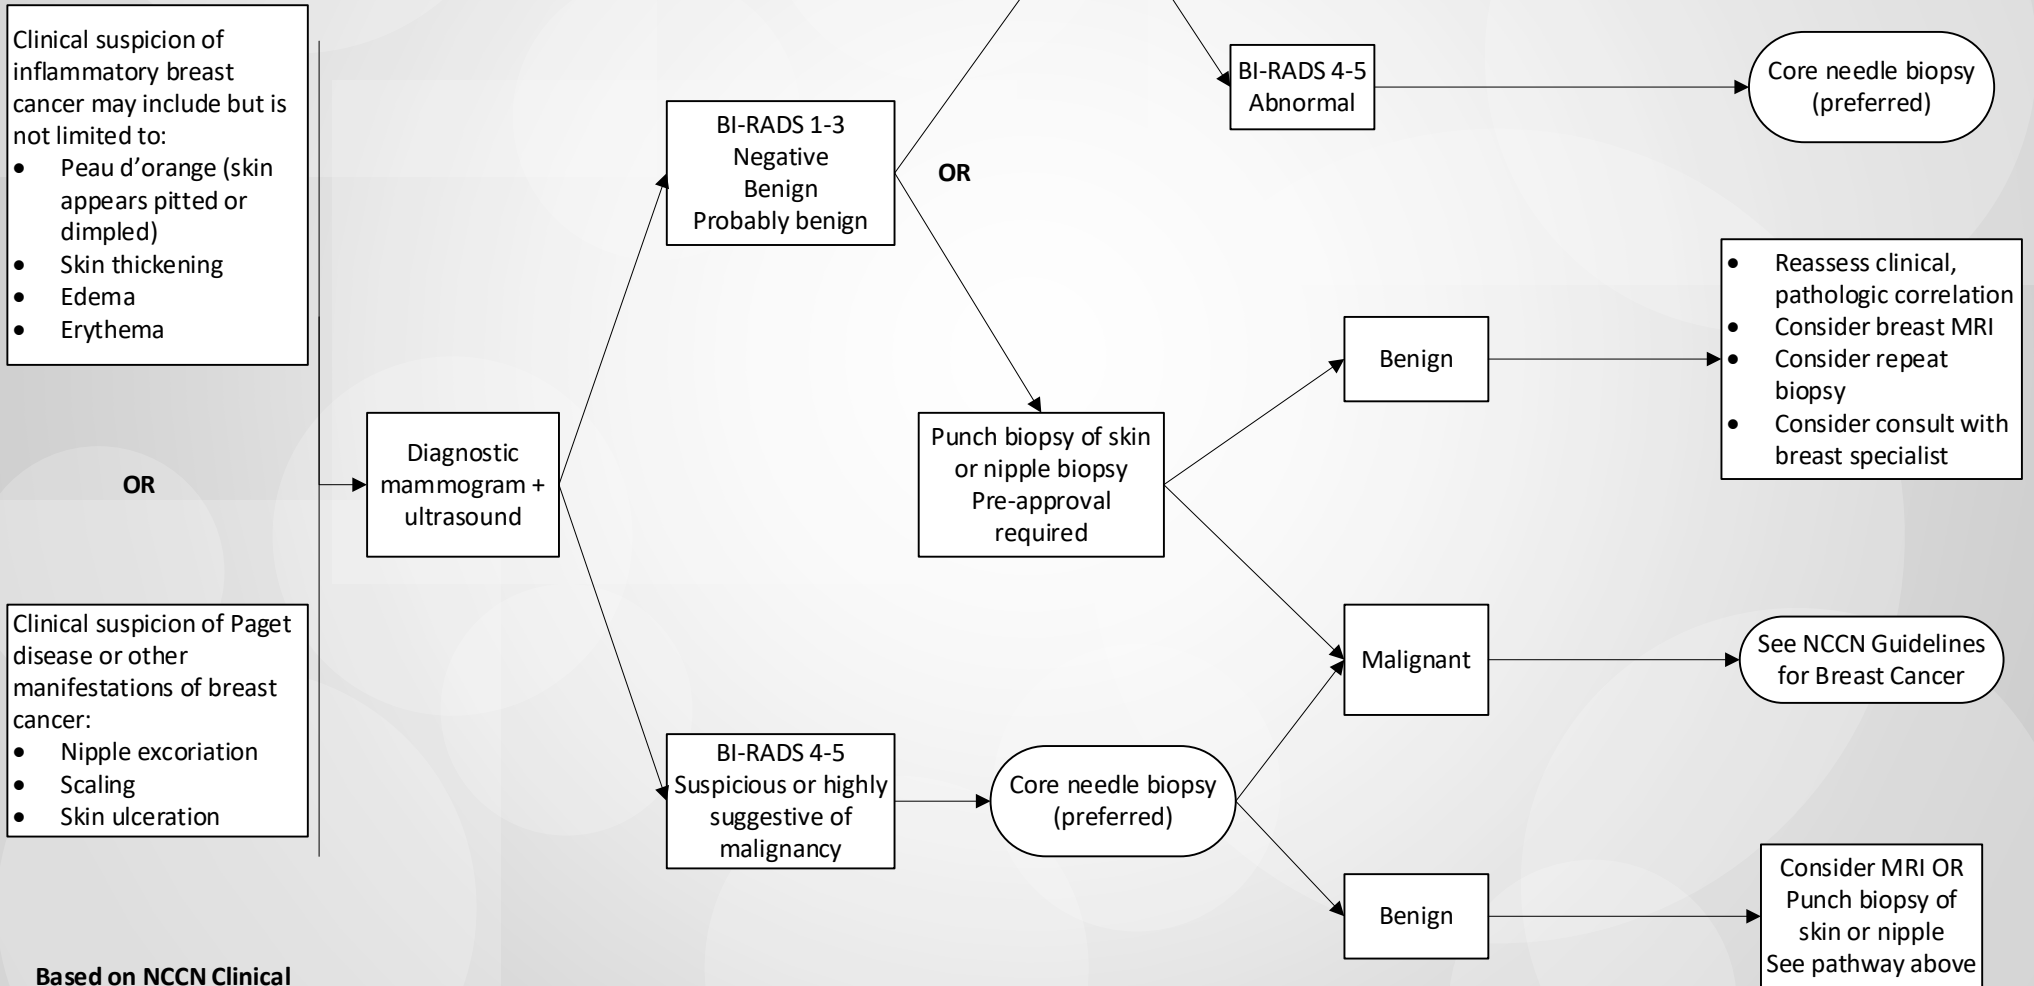 Clinical suspicion of
inflammatory breast
cancer may include but is
not limited to:
• Peau d’orange (skin
appears pitted or
dimpled)
• Skin thickening
• Edema
• Erythema
OR
Clinical suspicion of Paget
disease or other
manifestations of breast
cancer:
• Nipple excoriation
• Scaling
• Skin ulceration
Based on NCCN Clinical
Diagnostic
mammogram +
ultrasound
BI-RADS 1-3
Negative
Benign
Probably benign
OR
BI-RADS 4-5
Abnormal
Core needle biopsy
(preferred)
Punch biopsy of skin
or nipple biopsy
Pre-approval
required
Benign
• Reassess clinical,
pathologic correlation
• Consider breast MRI
• Consider repeat
biopsy
• Consider consult with
breast specialist
Malignant
See NCCN Guidelines
for Breast Cancer
BI-RADS 4-5
Suspicious or highly
suggestive of
malignancy
Core needle biopsy
(preferred)
Benign
Consider MRI OR
Punch biopsy of
skin or nipple
See pathway above